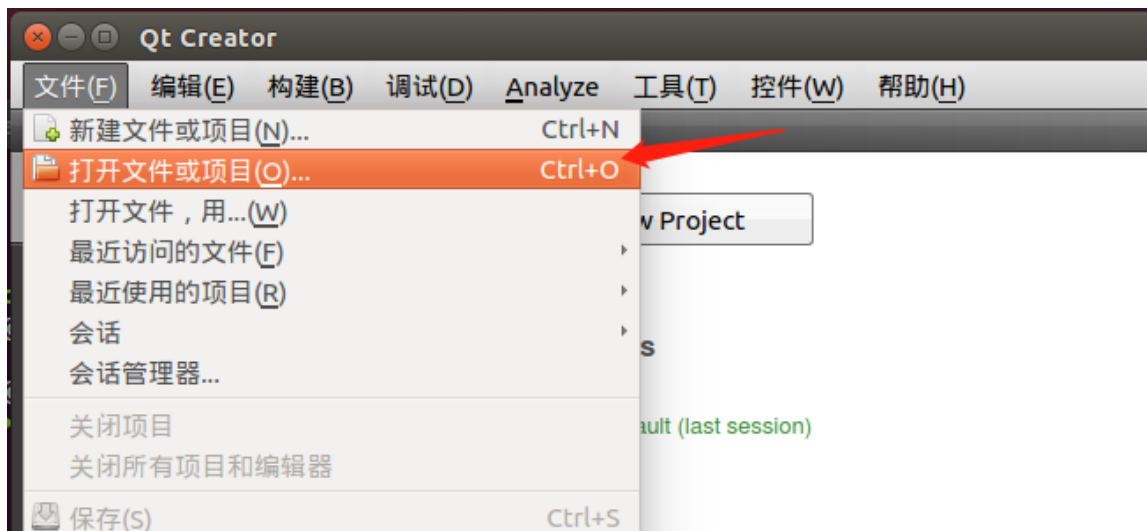 Qt Creator
文件(F) 编辑(E) 构建(B) 调试(D) Analyze 工具(T) 控件(W) 帮助(H)
新建文件或项目(N)... Ctrl+N
打开文件或项目(O)... Ctrl+O
打开文件，用...(W)
w Project
最近访问的文件(F)
最近使用的项目(R)
会话
s
会话管理器...
关闭项目
ault (last session)
关闭所有项目和编辑器
保存(S) Ctrl+S